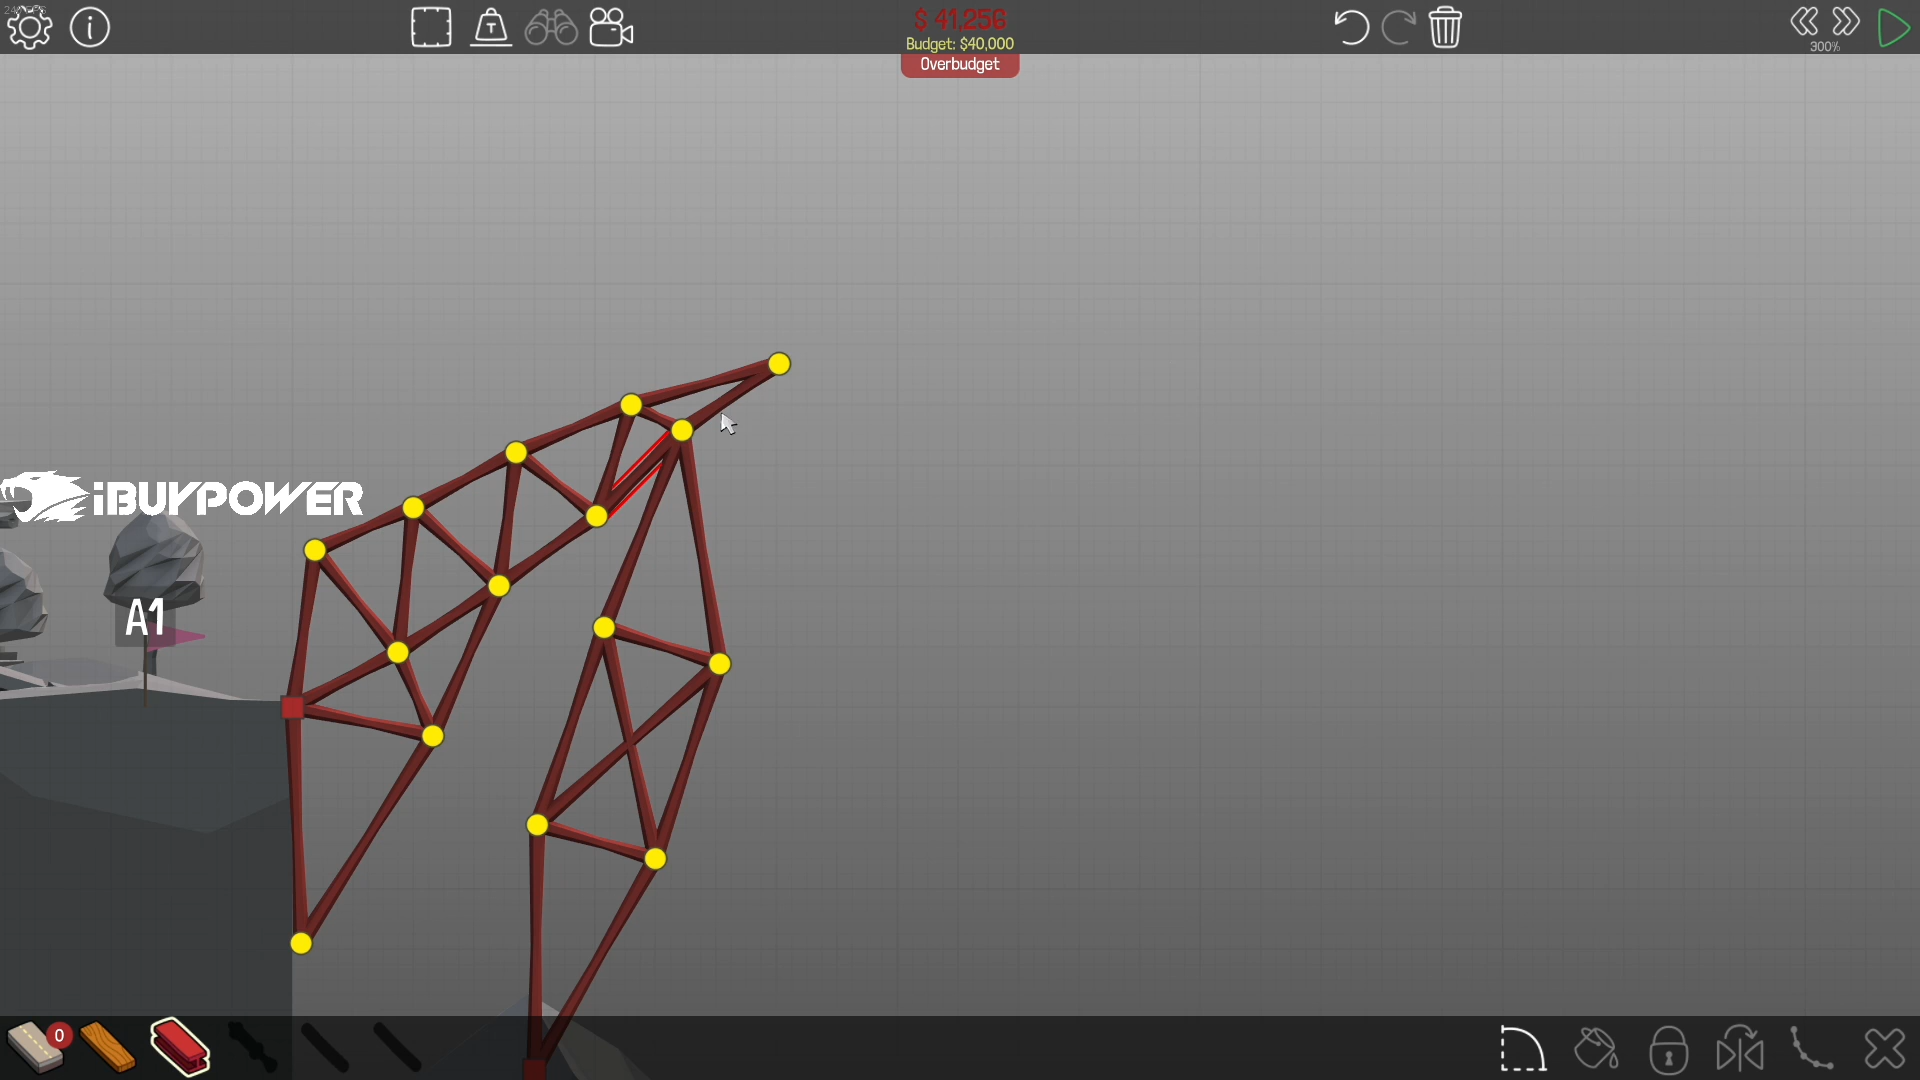 $ 41,256
Budget: $40,000
Overbudget
300%
iBUYPOWER
A1
0